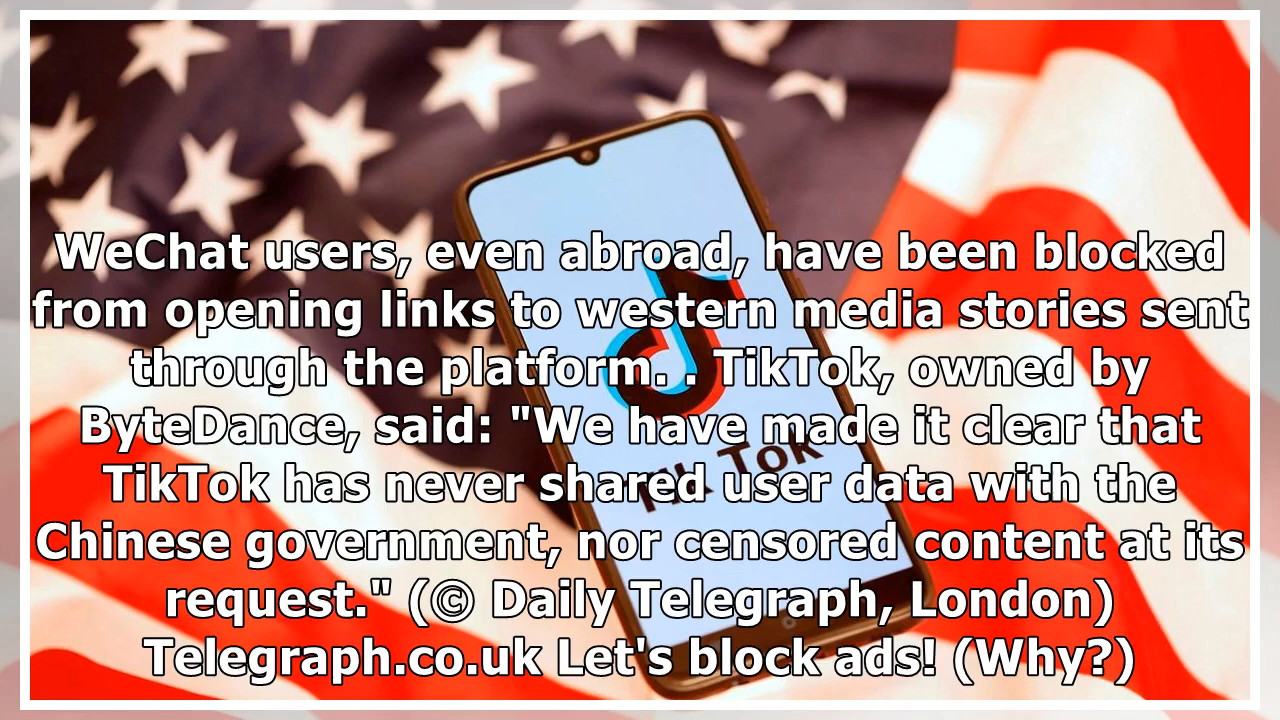 WeChat users, even abroad, have been blocked
from opening links to western media stories sent
through the platform. . TikTok, owned by
ByteDance, said: "We have made it clear that
TikTok has never shared user data with the
Chinese government, nor censored content at its
request." (© Daily Telegraph, London)
Telegraph.co.uk Let's block ads! (Why?)
Tik Tok